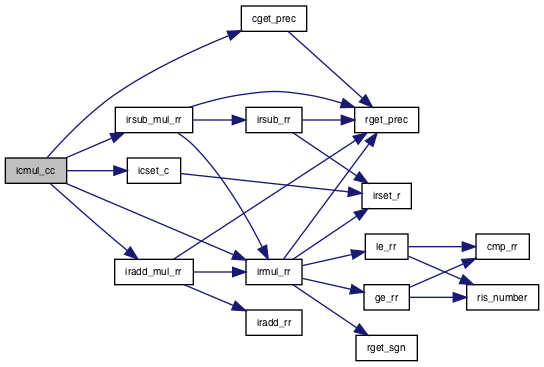 cget_prec
irsub_mul_rr
irsub_rr
rget_prec
icmul_cc
icset_c
irset_r
le_rr
cmp_rr
iradd_mul_rr
irmul_rr
ge_rr
ris_number
iradd_rr
rget_sgn